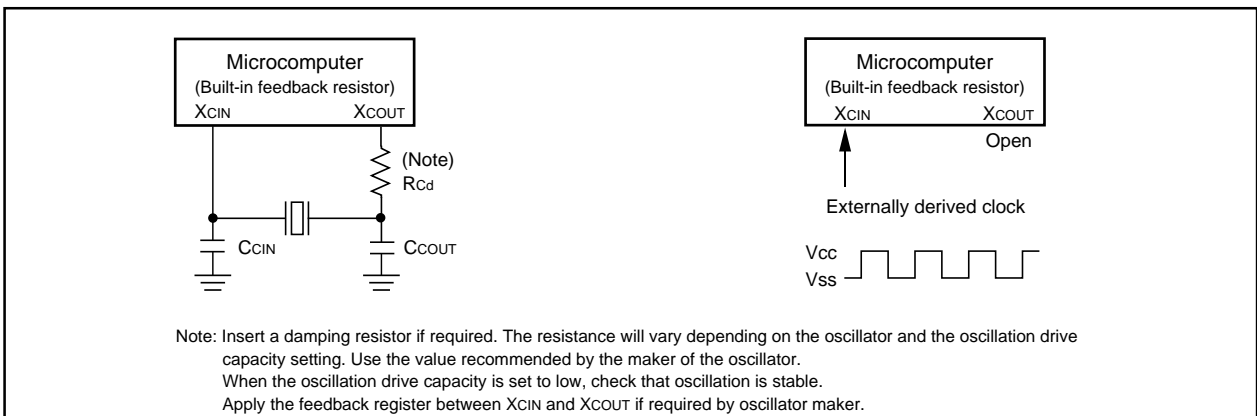 Microcomputer
(Built-in feedback resistor)
XCIN XCOUT
(Note)
RCd
CCIN CCOUT
Microcomputer
(Built-in feedback resistor)
XCIN XCOUT
Open
Externally derived clock
Vcc
Vss
Note: Insert a damping resistor if required. The resistance will vary depending on the oscillator and the oscillation drive
capacity setting. Use the value recommended by the maker of the oscillator.
When the oscillation drive capacity is set to low, check that oscillation is stable.
Apply the feedback register between XCIN and XCOUT if required by oscillator maker.